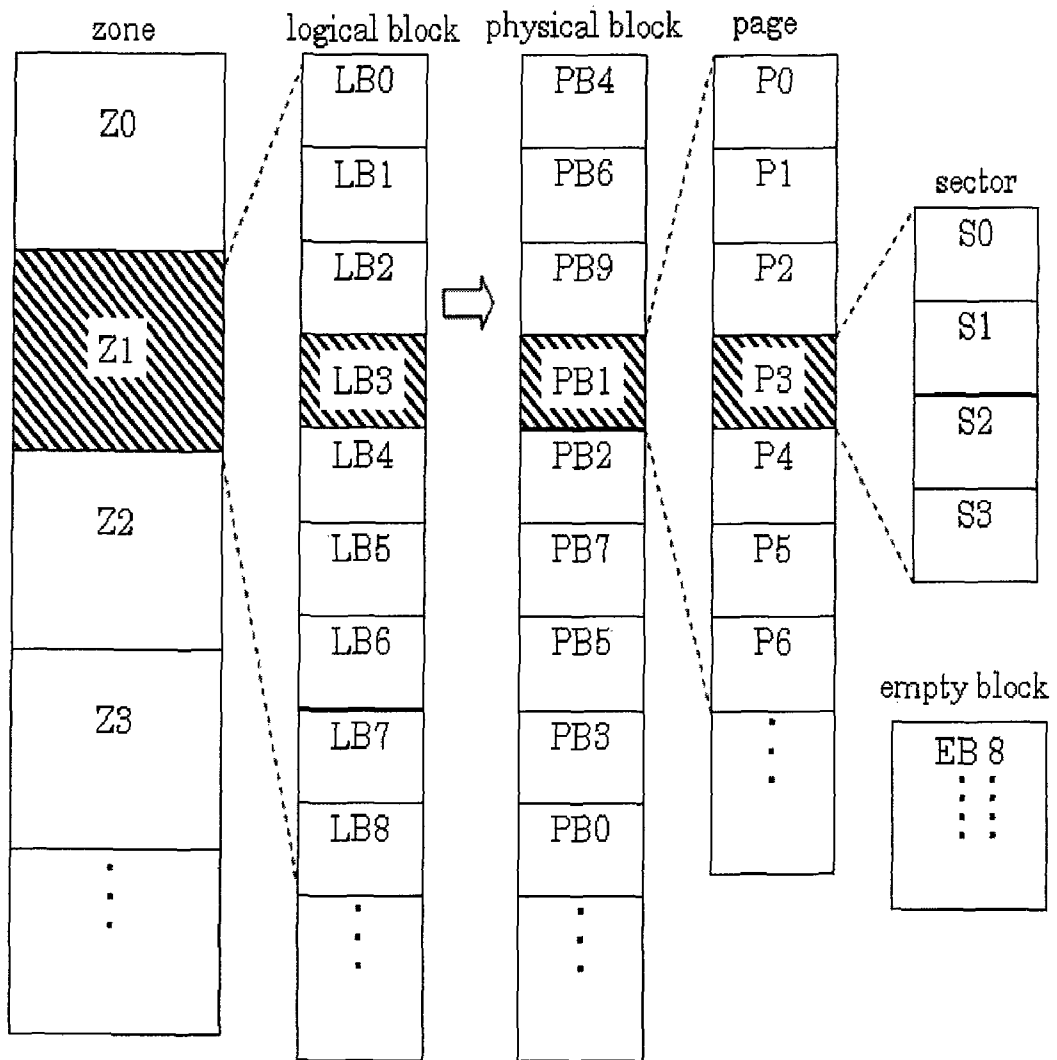 zone
Z0
Z1
Z2
Z3
logical block
LB0
LB1
LB2
LB3
LB4
LB5
LB6
LB7
LB8
physical block
PB4
PB6
PB9
PB1
PB2
PB7
PB5
PB3
PB0
page
P0
P1
P2
P3
P4
P5
P6
sector
S0
S1
S2
S3
empty block
EB 8